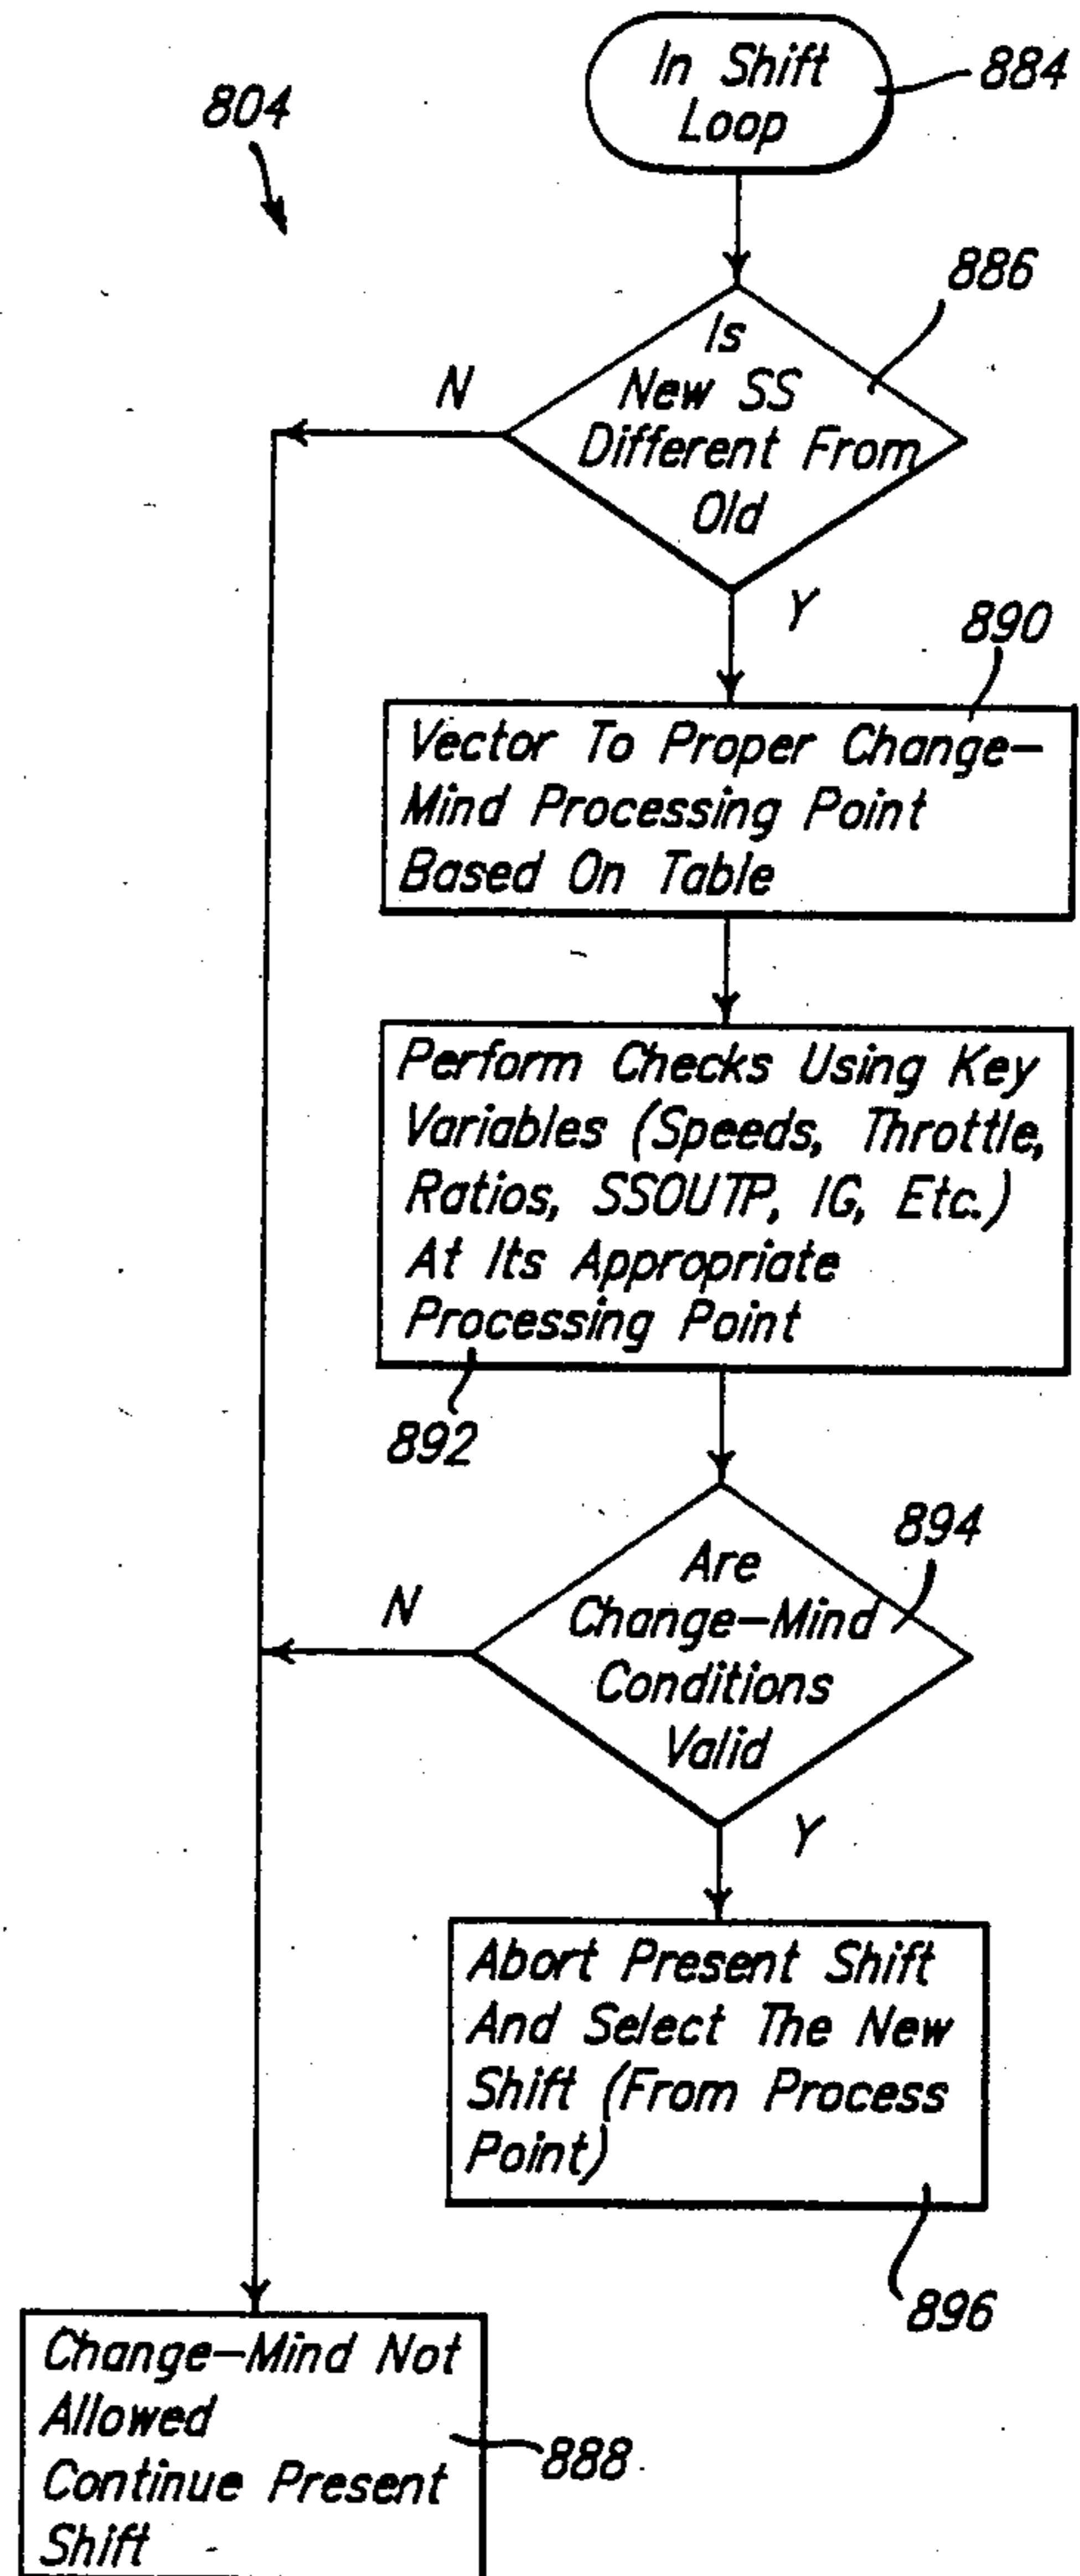 In Shift
Loop
884
804
886
Is
New SS
Different From
Old
N
Y
890
Vector To Proper Change-
Mind Processing Point
Based On Table
Perform Checks Using Key
Variables (Speeds, Throttle,
Ratios, SSOUTP, IG, Etc.)
At Its Appropriate
Processing Point
892
894
Are
Change-Mind
Conditions
Valid
N
Y
Abort Present Shift
And Select The New
Shift (From Process
Point)
896
Change-Mind Not
Allowed
Continue Present
Shift
888